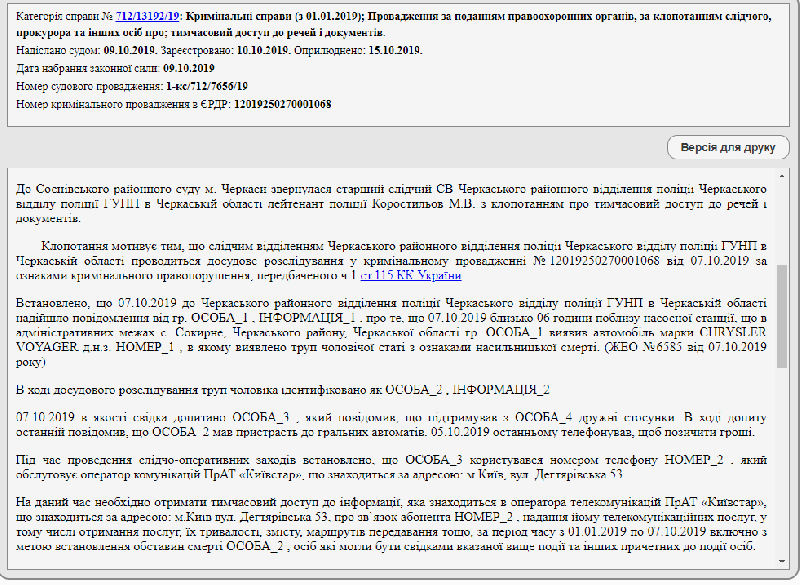 Категорія справи № 712/13192/19: Кримінальні справи (з 01.01.2019); Провадження за поданням правоохоронних органів, за клопотанням слідчого,
прокурора та інших осіб про; тимчасовий доступ до речей і документів.
Надіслано судом: 09.10.2019. Зареєстровано: 10.10.2019. Оприлюднено: 15.10.2019.
Дата набрання законної сили: 09.10.2019
Номер судового провадження: 1-кс/712/7656/19
Номер кримінального провадження в ЄРДР: 12019250270001068
Версія для друку
До Соснівського районного суду м. Черкаси звернулася старший слідчий СВ Черкаського районного відділення поліції Черкаського
відділу поліції ГУНП в Черкаській області лейтенант поліції Коростильов М.В. з клопотанням про тимчасовий доступ до речей і
документів.
Клопотання мотивує тим, що слідчим відділенням Черкаського районного відділення поліції Черкаського відділу поліції ГУНП в
Черкаській області проводиться досудове розслідування у кримінальному провадженні №12019250270001068 від 07.10.2019 за
ознаками кримінального правопорушення, передбаченого ч.1 ст.115 КК України.
Встановлено, що 07.10.2019 до Черкаського районного відділення поліції Черкаського відділу поліції ГУНП в Черкаській області
надійшло повідомлення від гр. ОСОБА_1 , ІНФОРМАЦІЯ_1 , про те, що 07.10.2019 близько 06 години поблизу насосної станції, що в
адміністративних межах с. Сокирне, Черкаського району, Черкаської області гр. ОСОБА_1 виявив автомобіль марки CHRYSLER
VOYAGER д.н.з. НОМЕР_1 , в якому виявлено труп чоловічої статі з ознаками насильницької смерті. (ЖЕО №6585 від 07.10.2019
року)
В ході досудового розслідування труп чоловіка ідентифіковано як ОСОБА_2 , ІНФОРМАЦІЯ_2
07.10.2019 в якості свідка допитано ОСОБА_3 , який повідомив, що підтримував з ОСОБА_4 дружні стосунки. В ході допиту
останній повідомив, що ОСОБА_2 мав пристрасть до гральних автоматів. 05.10.2019 останньому телефонував, щоб позичити гроші.
Під час проведення слідчо-оперативних заходів встановлено, що ОСОБА_3 користувався номером телефону НОМЕР_2 , який
обслуговує оператор комунікацій ПрАТ «Київстар», що знаходиться за адресою: м.Київ, вул. Дегтярівська 53.
На даний час необхідно отримати тимчасовий доступ до інформації, яка знаходиться в оператора телекомунікацій ПрАТ «Київстар»,
що знаходиться за адресою: м.Київ вул. Дегтярівська 53, про зв`язок абонента НОМЕР_2 , надання йому телекомунікаційних послуг, у
тому числі отримання послуг, їх тривалості, змісту, маршрутів передавання тощо, за період часу з 01.01.2019 по 07.10.2019 включно з
метою встановлення обставин смерті ОСОБА_2 , осіб які могли бути свідками вказаної вище події та інших причетних до події осіб.